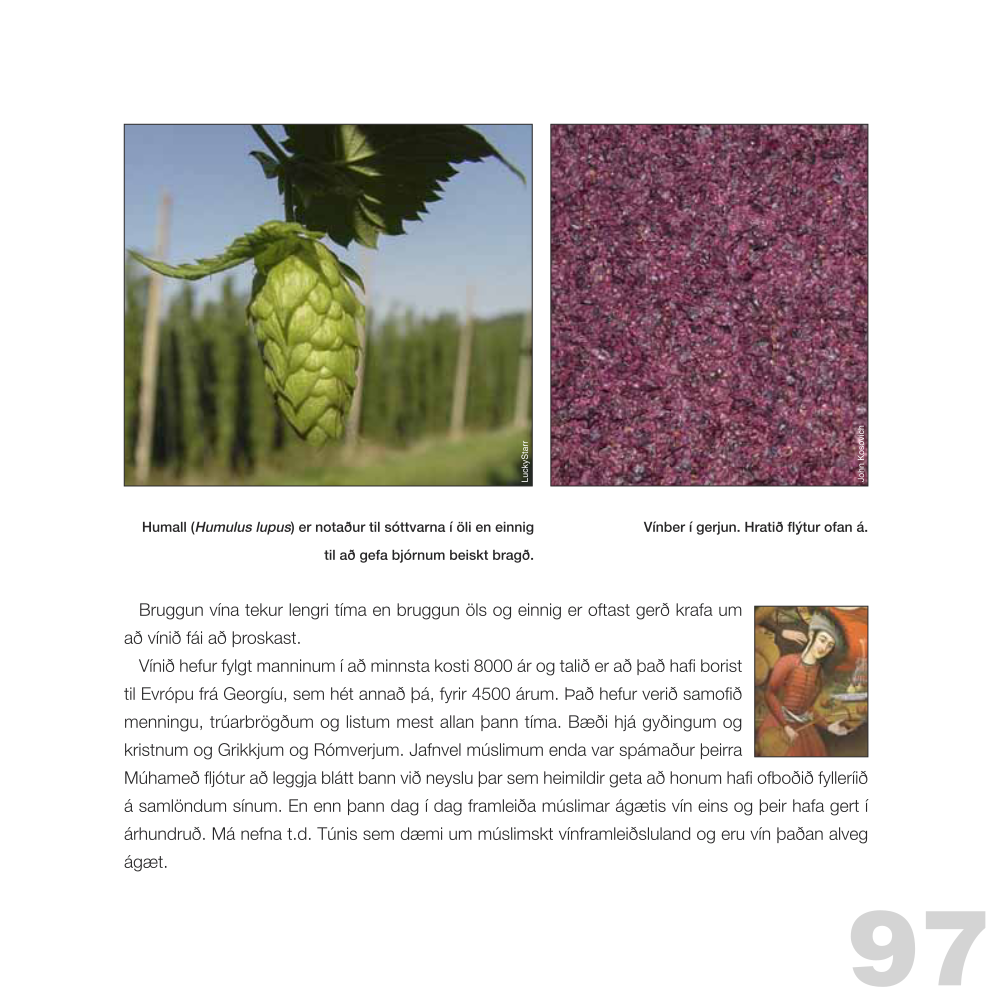 LuckyStarr
John Kosovich
Humall (Humulus lupus) er notaður til sóttvarna í öli en einnig
til að gefa bjórnum beiskt bragð.
Vínber í gerjun. Hratið flýtur ofan á.
Bruggun vína tekur lengri tíma en bruggun öls og einnig er oftast gerð krafa um
að vínið fái að þroskast.
Vínið hefur fylgt manninum í að minnsta kosti 8000 ár og talið er að það hafi borist
til Evrópu frá Georgíu, sem hét annað þá, fyrir 4500 árum. Það hefur verið samofið
menningu, trúarbrögðum og listum mest allan þann tíma. Bæði hjá gyðingum og
kristnum og Grikkjum og Rómverjum. Jafnvel múslimum enda var spámaður þeirra
Múhameð fljótur að leggja blátt bann við neyslu þar sem heimildir geta að honum hafi ofboðið fylleríið
á samlöndum sínum. En enn þann dag í dag framleiða múslimar ágætis vín eins og þeir hafa gert í
árhundruð. Má nefna t.d. Túnis sem dæmi um múslimskt vínframleiðsluland og eru vín þaðan alveg
ágæt.
97